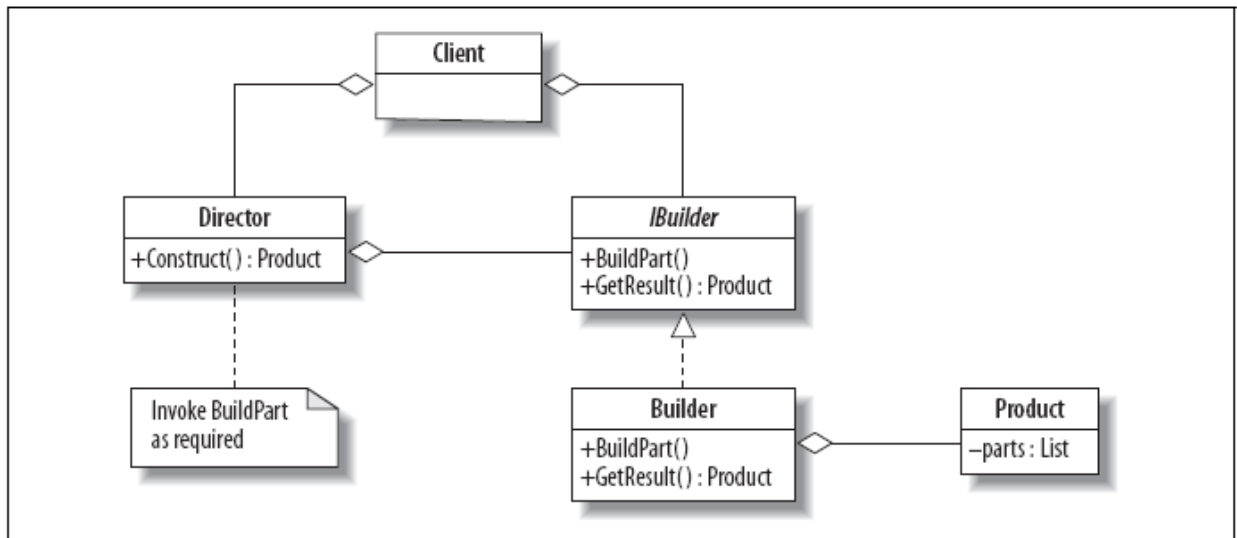 Client
Director
+Construct() : Product
IBuilder
+BuildPart()
+GetResult() : Product
Invoke BuildPart
as required
Builder
+BuildPart()
+GetResult() : Product
Product
–parts : List